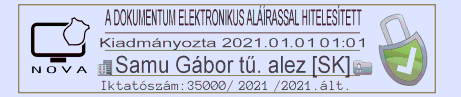 A DOKUMENTUM ELEKTRONIKUS ALÁÍRÁSSAL HITELESÍTETT
Kiadmányozta 2021.01.01 01:01
NOVA
Samu Gábor tű. alez [SK]
Iktatószám:35000/ 2021 /2021.ált.